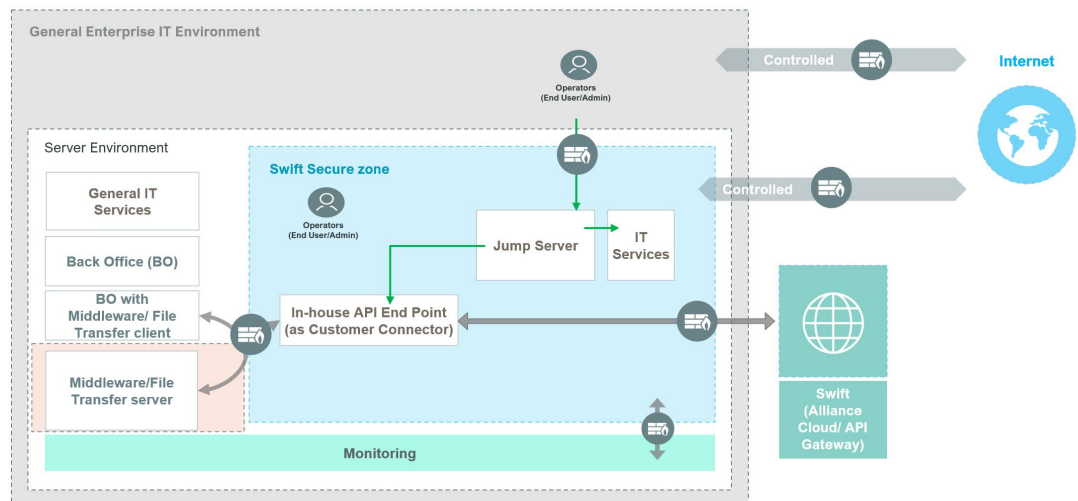 General Enterprise IT Environment
Controlled
Internet
Operators
(End User/Admin)
Server Environment
Swift Secure zone
General IT
Services
Operators
(End User/Admin)
Controlled
Jump Server
IT
Services
Back Office (BO)
BO with
Middleware/ File
Transfer client
In-house API End Point
(as Customer Connector)
Middleware/File
Transfer server
Swift
(Alliance
Cloud/ API
Gateway)
Monitoring